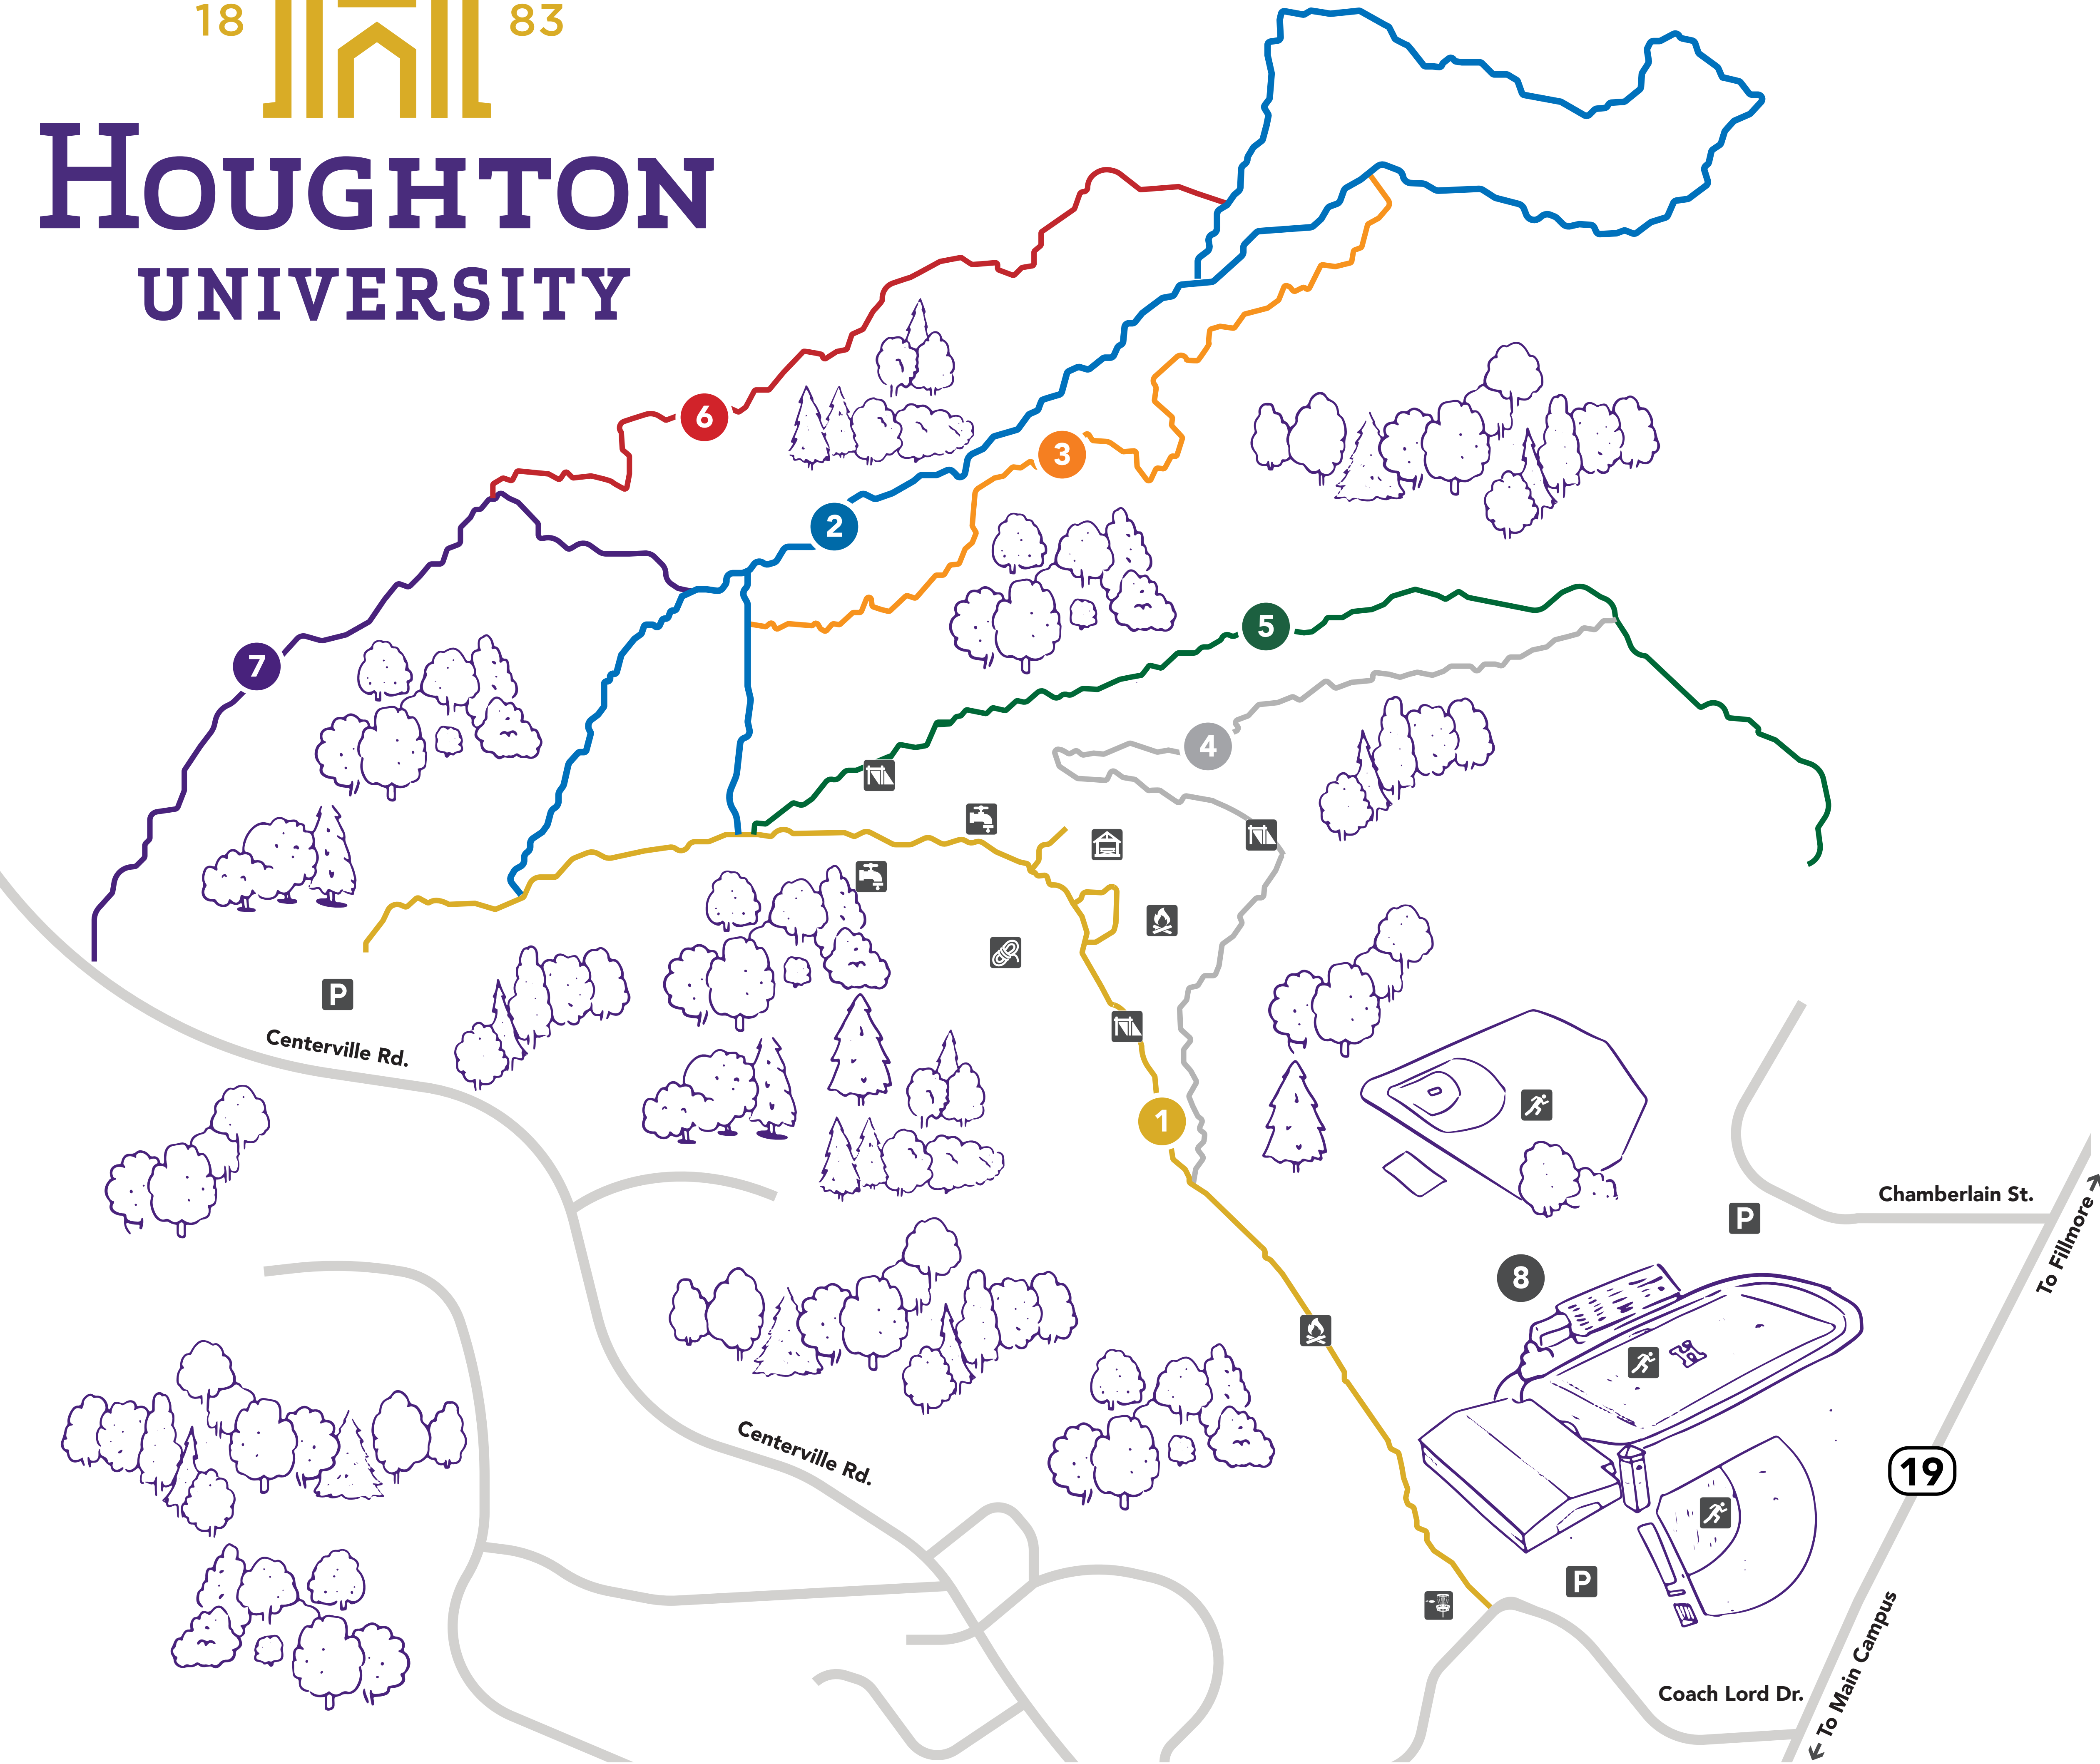 18 83
HOUGHTON
UNIVERSITY
6
3
2
5
7
4
P
Centerville Rd.
1
Chamberlain St.
P
To Fillmore →
8
H
Centerville Rd.
19
P
Coach Lord Dr.
← To Main Campus